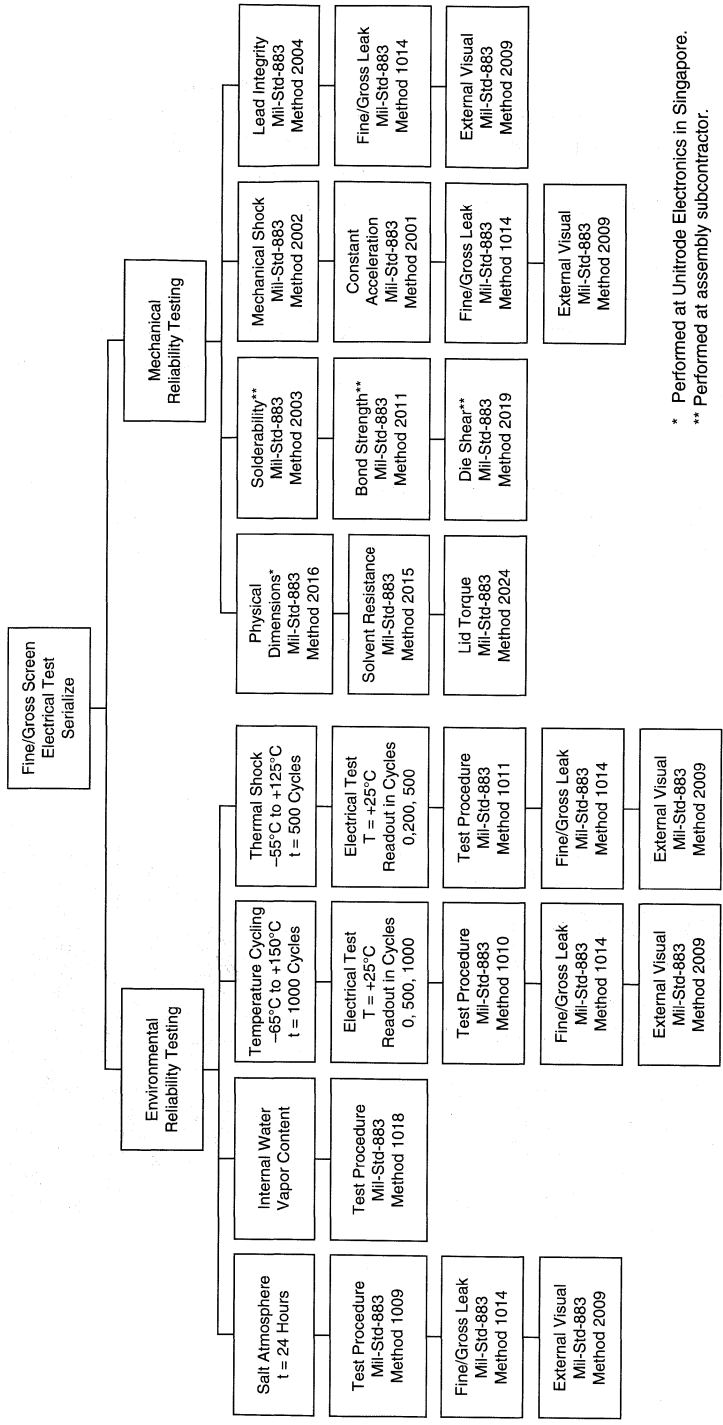 Fine/Gross Screen
Electrical Test
Serialize
Environmental
Reliability Testing
Salt Atmosphere
t = 24 Hours
Test Procedure
Mil-Std-883
Method 1009
Fine/Gross Leak
Mil-Std-883
Method 1014
External Visual
Mil-Std-883
Method 2009
Internal Water
Vapor Content
Test Procedure
Mil-Std-883
Method 1018
Temperature Cycling
–65°C to +150°C
t = 1000 Cycles
Electrical Test
T = +25°C
Readout in Cycles
0, 500, 1000
Test Procedure
Mil-Std-883
Method 1010
Fine/Gross Leak
Mil-Std-883
Method 1014
External Visual
Mil-Std-883
Method 2009
Thermal Shock
–55°C to +125°C
t = 500 Cycles
Electrical Test
T = +25°C
Readout in Cycles
0,200, 500
Test Procedure
Mil-Std-883
Method 1011
Fine/Gross Leak
Mil-Std-883
Method 1014
External Visual
Mil-Std-883
Method 2009
Mechanical
Reliability Testing
Physical
Dimensions*
Mil-Std-883
Method 2016
Solvent Resistance
Mil-Std-883
Method 2015
Lid Torque
Mil-Std-883
Method 2024
Solderability**
Mil-Std-883
Method 2003
Bond Strength**
Mil-Std-883
Method 2011
Die Shear**
Mil-Std-883
Method 2019
Mechanical Shock
Mil-Std-883
Method 2002
Constant
Acceleration
Mil-Std-883
Method 2001
Fine/Gross Leak
Mil-Std-883
Method 1014
External Visual
Mil-Std-883
Method 2009
Lead Integrity
Mil-Std-883
Method 2004
Fine/Gross Leak
Mil-Std-883
Method 1014
External Visual
Mil-Std-883
Method 2009
* Performed at Unitrode Electronics in Singapore.
** Performed at assembly subcontractor.